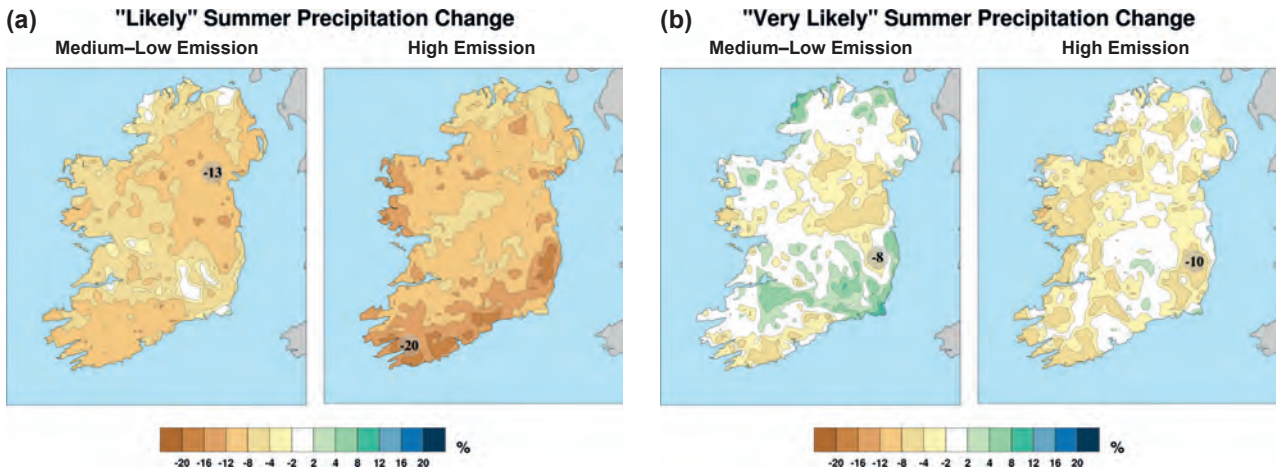 (a) "Likely" Summer Precipitation Change
Medium–Low Emission High Emission
-13
-20
-20 -16 -12 -8 -4 -2 2 4 8 12 16 20 %
(b) "Very Likely" Summer Precipitation Change
Medium–Low Emission High Emission
-8
-10
-20 -16 -12 -8 -4 -2 2 4 8 12 16 20 %